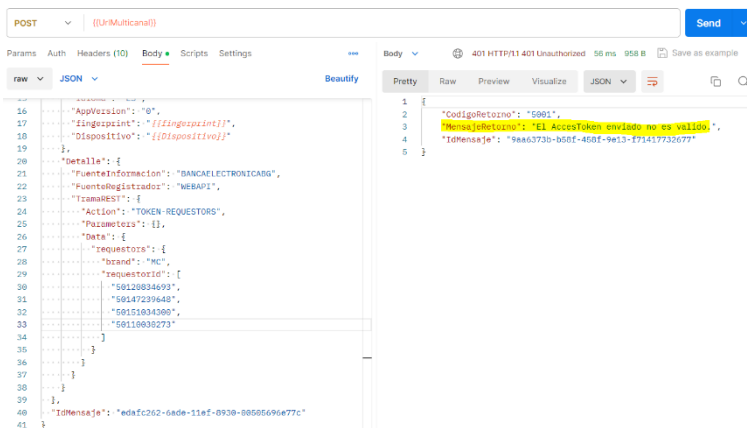 POST {{UrlMulticanal}} Send
Params Auth Headers (10) Body Scripts Settings
raw JSON Beautify
16 "AppVersion": "0",
17 "fingerprint": "{{fingerprint}}",
18 "Dispositivo": "{{Dispositivo}}"
19 },
20 "Detalle": {
21 "FuenteInformacion": "BANCAELECTRONICABG",
22 "FuenteRegistrador": "WEBAPI",
23 "TramaREST": {
24 "Action": "TOKEN-REQUESTORS",
25 "Parameters": [],
26 "Data": {
27 "requestors": {
28 "brand": "MC",
29 "requestorId": [
30 "50120834693",
31 "50147239648",
32 "50151034300",
33 "50110030273"
34 ]
35 }
36 }
37 }
38 }
39 },
40 "IdMensaje": "edafc262-6ade-11ef-8930-00505696e77c"
41 }
Body 401 HTTP/1.1 401 Unauthorized 56 ms 958 B Save as example
Pretty Raw Preview Visualize JSON
1 {
2 "CodigoRetorno": "5001",
3 "MensajeRetorno": "El AccesToken enviado no es valido.",
4 "IdMensaje": "9aa6373b-b58f-458f-9e13-f71417732677"
5 }